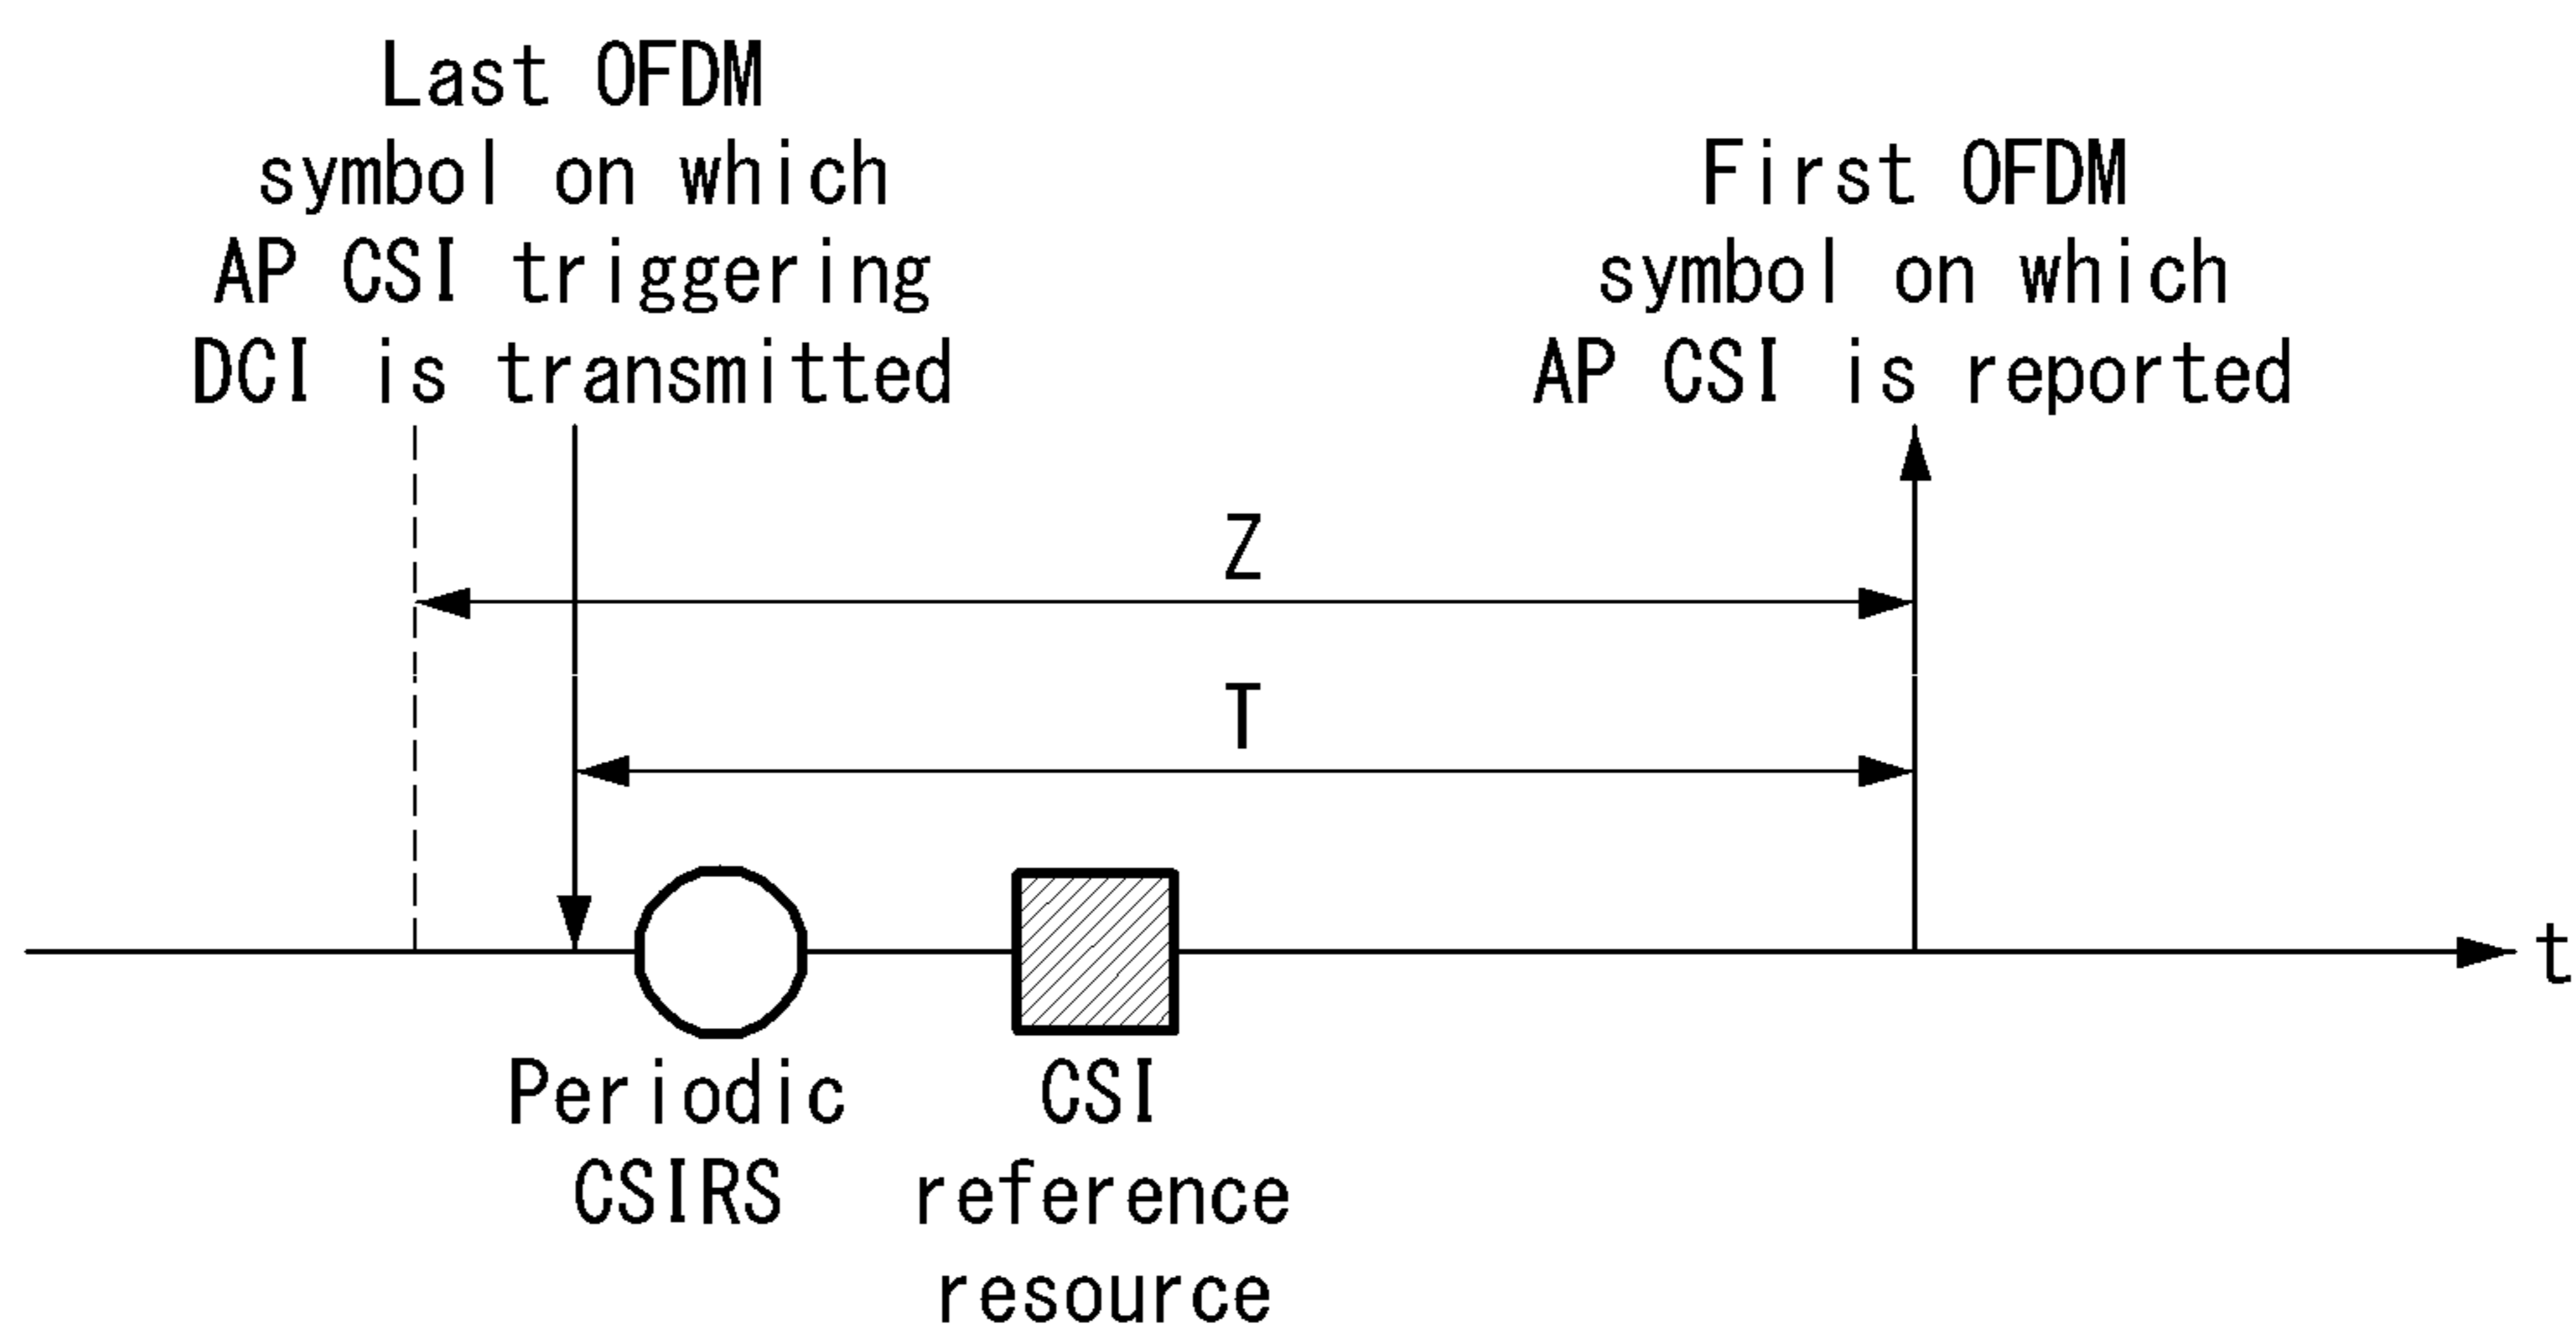 Last OFDM
symbol on which
AP CSI triggering
DCI is transmitted
First OFDM
symbol on which
AP CSI is reported
Z
T
t
Periodic
CSIRS
CSI
reference
resource